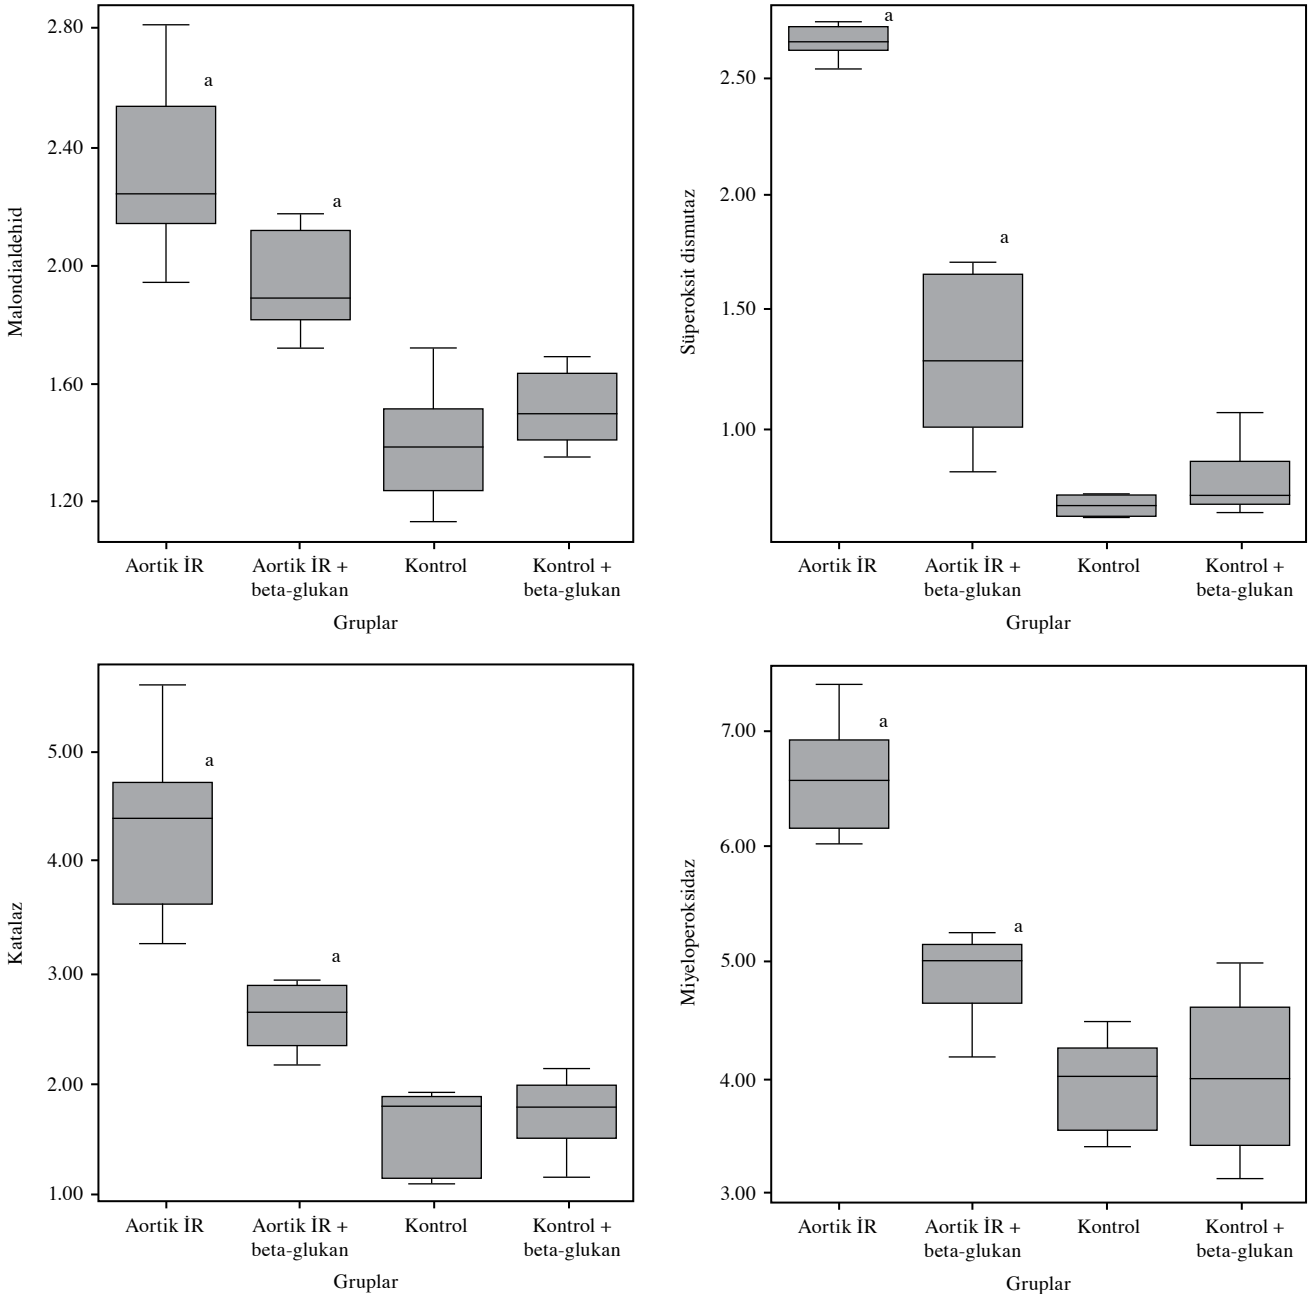 Malondialdehid
2.80
2.40
2.00
1.60
1.20
a
a
Aortik İR
Aortik İR +
beta-glukan
Kontrol
Kontrol +
beta-glukan
Gruplar
Süperoksit dismutaz
2.50
2.00
1.50
1.00
a
a
Aortik İR
Aortik İR +
beta-glukan
Kontrol
Kontrol +
beta-glukan
Gruplar
Katalaz
5.00
4.00
3.00
2.00
1.00
a
a
Aortik İR
Aortik İR +
beta-glukan
Kontrol
Kontrol +
beta-glukan
Gruplar
Miyeloperoksidaz
7.00
6.00
5.00
4.00
3.00
a
a
Aortik İR
Aortik İR +
beta-glukan
Kontrol
Kontrol +
beta-glukan
Gruplar